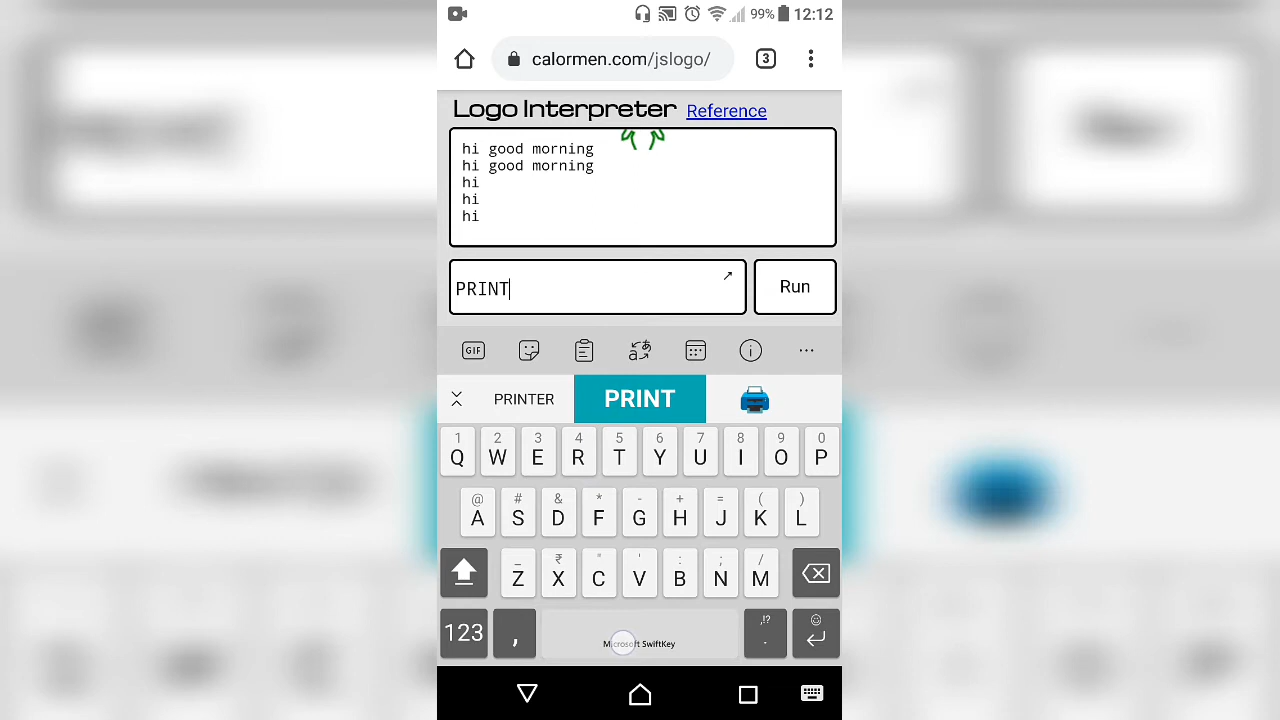 99% 12:12
calormen.com/jslogo/ 3
Logo Interpreter Reference
hi good morning
hi good morning
hi
hi
hi
PRINT Run
GIF
PRINTER PRINT
1 2 3 4 5 6 7 8 9 0
Q W E R T Y U I O P
@ # & * - + = ( )
A S D F G H J K L
_ ₹ " ' : ; /
Z X C V B N M
123 , Microsoft SwiftKey ,!? .